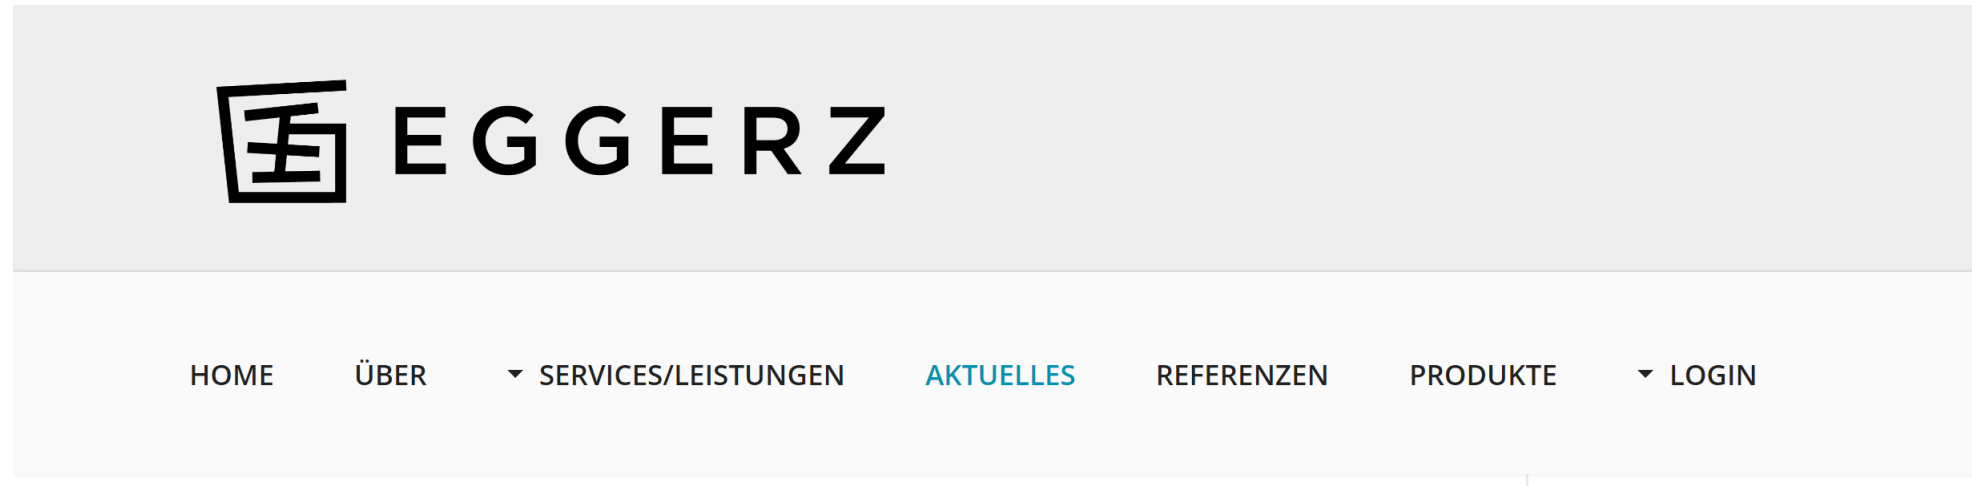 EGGERZ
HOME ÜBER SERVICES/LEISTUNGEN AKTUELLES REFERENZEN PRODUKTE LOGIN